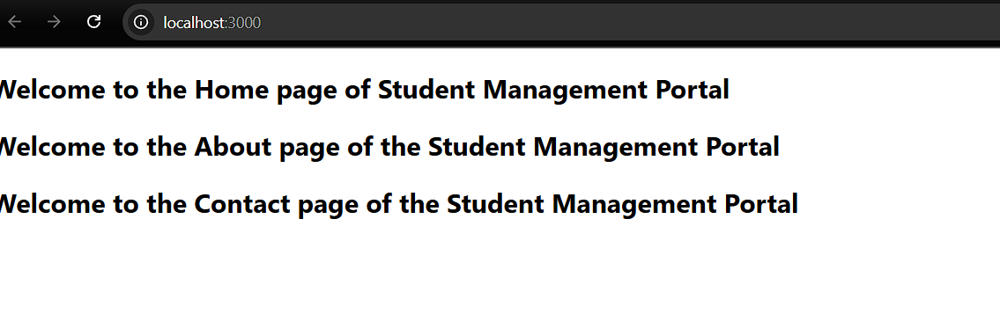 localhost:3000
Welcome to the Home page of Student Management Portal
Welcome to the About page of the Student Management Portal
Welcome to the Contact page of the Student Management Portal